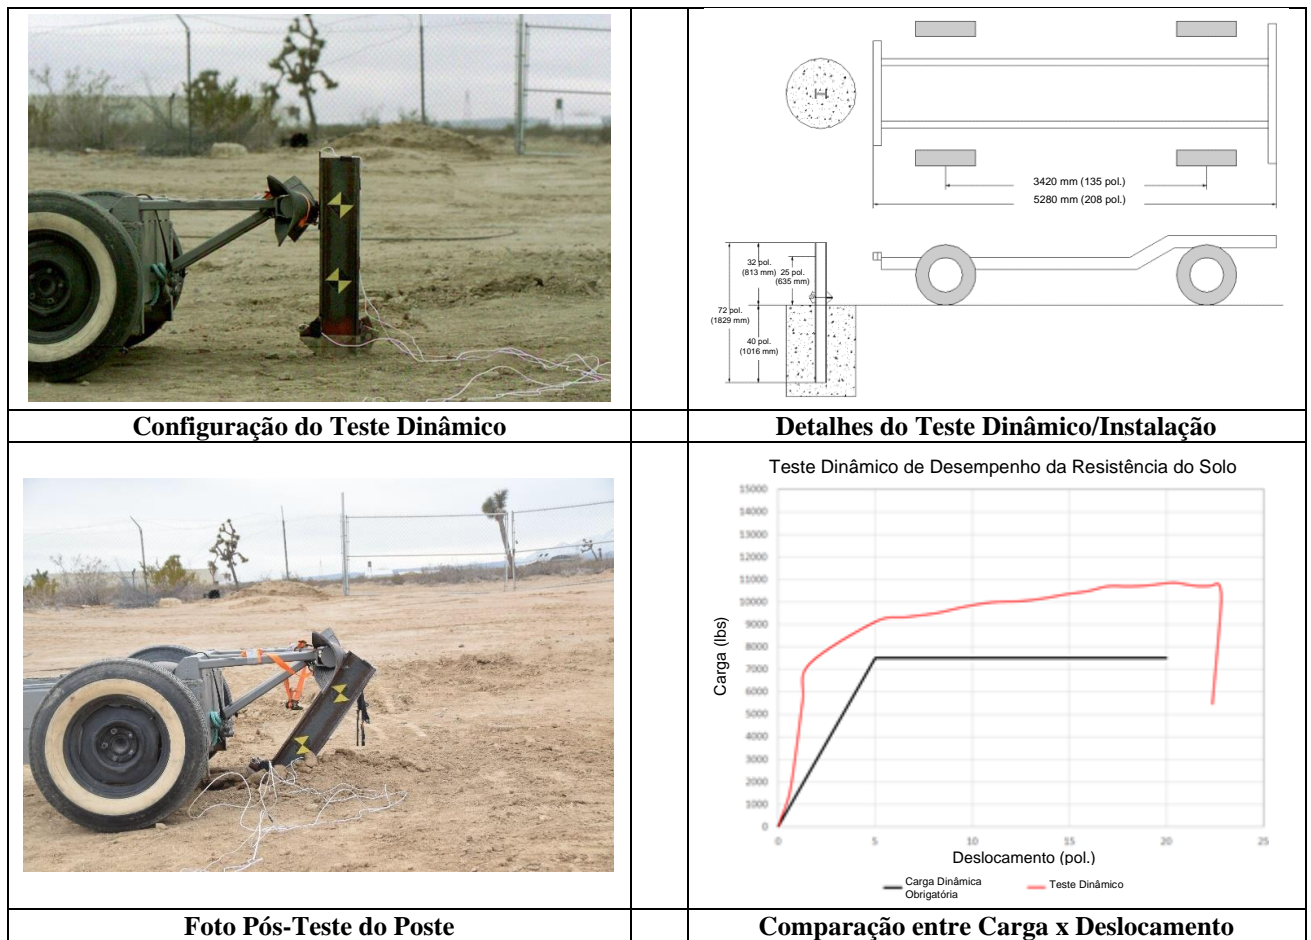 3420 mm (135 pol.)
5280 mm (208 pol.)
32 pol.
(813 mm)
25 pol.
(635 mm)
72 pol.
(1829 mm)
40 pol.
(1016 mm)
Configuração do Teste Dinâmico
Detalhes do Teste Dinâmico/Instalação
Teste Dinâmico de Desempenho da Resistência do Solo
Carga (lbs)
15000
14000
13000
12000
11000
10000
9000
8000
7000
6000
5000
4000
3000
2000
1000
0
0 5 10 15 20 25
Deslocamento (pol.)
Carga Dinâmica
Obrigatória
Teste Dinâmico
Foto Pós-Teste do Poste
Comparação entre Carga x Deslocamento